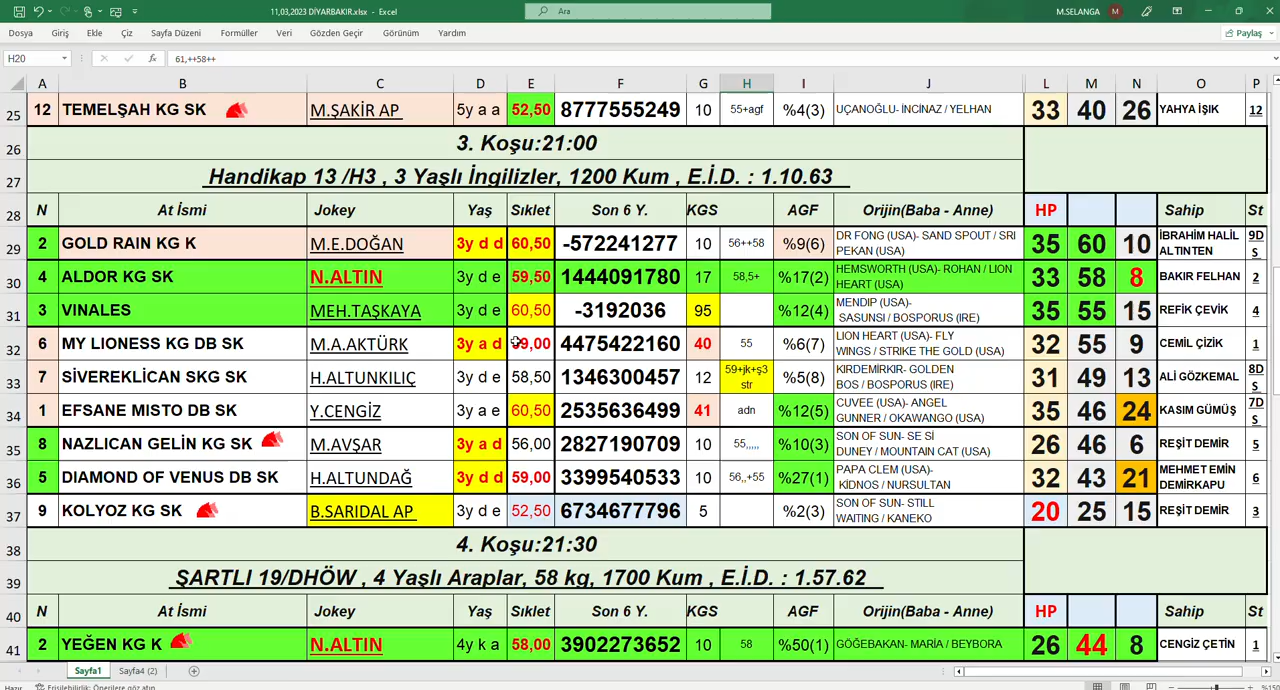 11,03,2023 DİYARBAKIR.xlsx - Excel
Ara
M.SELANGA M
Dosya Giriş Ekle Çiz Sayfa Düzeni Formüller Veri Gözden Geçir Görünüm Yardım Paylaş
H20 fx 61,++58++
A B C D E F G H I J L M N O P
25 12 TEMELŞAH KG SK M.ŞAKİR AP 5y a a 52,50 8777555249 10 55+agf %4(3) UÇANOĞLU- İNCİNAZ / YELHAN 33 40 26 YAHYA IŞIK 12
26 3. Koşu:21:00
27 Handikap 13 /H3 , 3 Yaşlı İngilizler, 1200 Kum , E.İ.D. : 1.10.63
28 N At İsmi Jokey Yaş Sıklet Son 6 Y. KGS AGF Orijin(Baba - Anne) HP Sahip St
29 2 GOLD RAIN KG K M.E.DOĞAN 3y d d 60,50 -572241277 10 56++58 %9(6) DR FONG (USA)- SAND SPOUT / SRI PEKAN (USA) 35 60 10 İBRAHİM HALİL ALTINTEN 9D S
30 4 ALDOR KG SK N.ALTIN 3y d e 59,50 1444091780 17 58,5+ %17(2) HEMSWORTH (USA)- ROHAN / LION HEART (USA) 33 58 8 BAKIR FELHAN 2
31 3 VINALES MEH.TAŞKAYA 3y d e 60,50 -3192036 95 %12(4) MENDIP (USA)- SASUNSI / BOSPORUS (IRE) 35 55 15 REFİK ÇEVİK 4
32 6 MY LIONESS KG DB SK M.A.AKTÜRK 3y a d 59,00 4475422160 40 55 %6(7) LION HEART (USA)- FLY WINGS / STRIKE THE GOLD (USA) 32 55 9 CEMİL ÇİZİK 1
33 7 SİVEREKLİCAN SKG SK H.ALTUNKILIÇ 3y d e 58,50 1346300457 12 59+jk+ş3 str %5(8) KIRDEMİRKIR- GOLDEN BOS / BOSPORUS (IRE) 31 49 13 ALİ GÖZKEMAL 8D S
34 1 EFSANE MISTO DB SK Y.CENGİZ 3y a e 60,50 2535636499 41 adn %12(5) CUVEE (USA)- ANGEL GUNNER / OKAWANGO (USA) 35 46 24 KASIM GÜMÜŞ 7D S
35 8 NAZLICAN GELİN KG SK M.AVŞAR 3y a d 56,00 2827190709 10 55,,,,, %10(3) SON OF SUN- SE Sİ DUNEY / MOUNTAIN CAT (USA) 26 46 6 REŞİT DEMİR 5
36 5 DIAMOND OF VENUS DB SK H.ALTUNDAĞ 3y d d 59,00 3399540533 10 56,,+55 %27(1) PAPA CLEM (USA)- KİDNOS / NURSULTAN 32 43 21 MEHMET EMİN DEMİRKAPU 6
37 9 KOLYOZ KG SK B.SARIDAL AP 3y d e 52,50 6734677796 5 %2(3) SON OF SUN- STILL WAITING / KANEKO 20 25 15 REŞİT DEMİR 3
38 4. Koşu:21:30
39 ŞARTLI 19/DHÖW , 4 Yaşlı Araplar, 58 kg, 1700 Kum , E.İ.D. : 1.57.62
40 N At İsmi Jokey Yaş Sıklet Son 6 Y. KGS AGF Orijin(Baba - Anne) HP Sahip St
41 2 YEĞEN KG K N.ALTIN 4y k a 58,00 3902273652 10 58 %50(1) GÖĞEBAKAN- MARİA / BEYBORA 26 44 8 CENGİZ ÇETİN 1
Sayfa1 Sayfa4 (2)
Hazır Erişilebilirlik: Önerilere göz atın %150